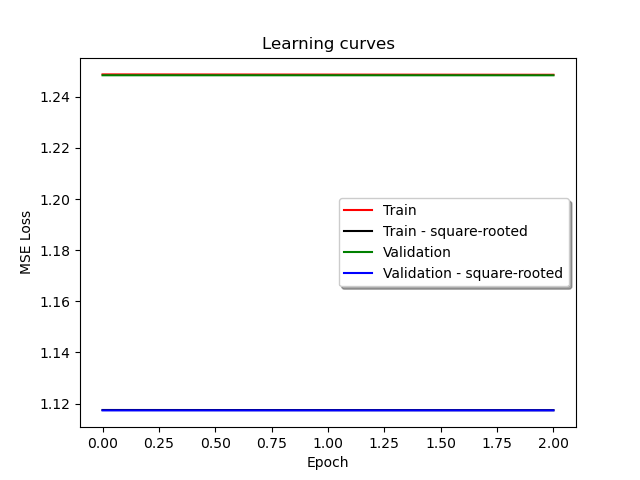 Learning curves
MSE Loss
1.24
1.22
1.20
1.18
1.16
1.14
1.12
Train
Train - square-rooted
Validation
Validation - square-rooted
0.00 0.25 0.50 0.75 1.00 1.25 1.50 1.75 2.00
Epoch